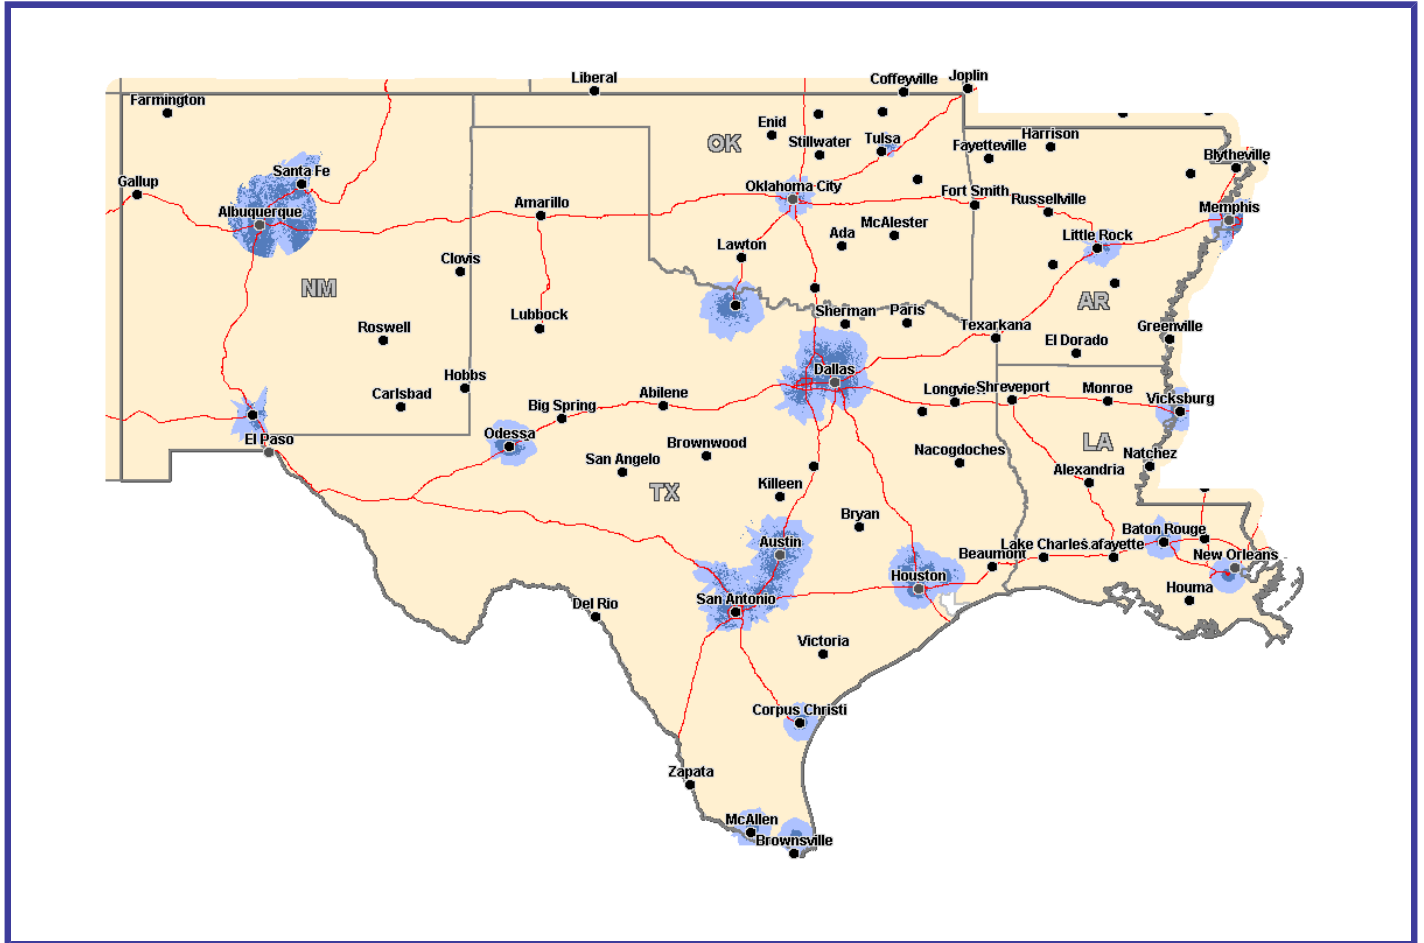 Liberal
Coffeyville
Joplin
Farmington
Enid
OK
Stillwater
Tulsa
Harrison
Fayetteville
Blytheville
Santa Fe
Gallup
Oklahoma City
Fort Smith
Russellville
Amarillo
Albuquerque
Memphis
McAlester
Ada
Little Rock
Lawton
Clovis
NM
AR
Lubbock
Sherman
Paris
Roswell
Texarkana
Greenville
El Dorado
Dallas
Hobbs
Carlsbad
Abilene
Longvie
Shreveport
Monroe
Vicksburg
Big Spring
Odessa
El Paso
Brownwood
LA
San Angelo
Nacogdoches
Natchez
Alexandria
TX
Killeen
Bryan
Baton Rouge
Austin
Lake Charles
Lafayette
Beaumont
New Orleans
Houston
Houma
San Antonio
Del Rio
Victoria
Corpus Christi
Zapata
McAllen
Brownsville